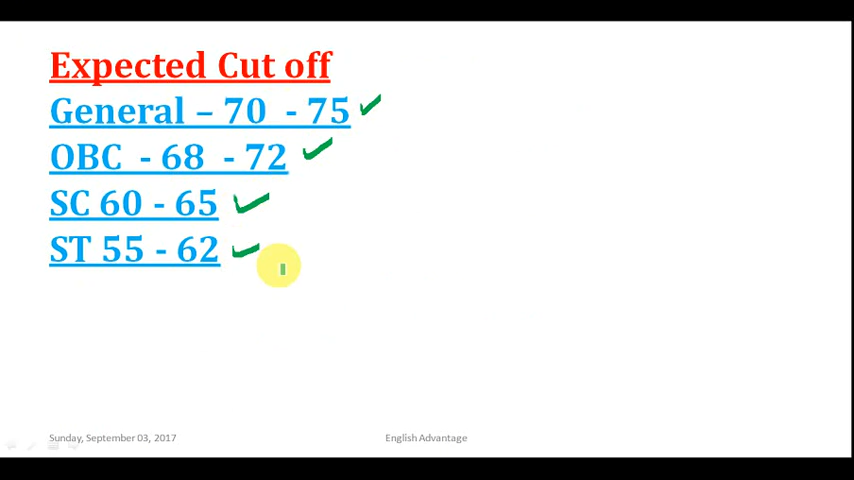 Expected Cut off
General – 70 - 75
OBC - 68 - 72
SC 60 - 65
ST 55 - 62
Sunday, September 03, 2017
English Advantage